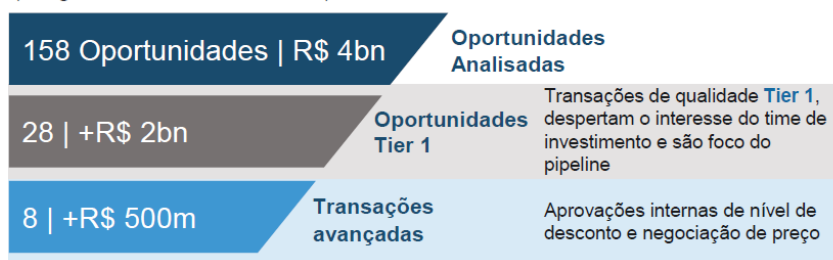 158 Oportunidades | R$ 4bn
Oportunidades
Analisadas
28 | +R$ 2bn
Oportunidades
Tier 1
Transações de qualidade Tier 1,
despertam o interesse do time de
investimento e são foco do
pipeline
8 | +R$ 500m
Transações
avançadas
Aprovações internas de nível de
desconto e negociação de preço